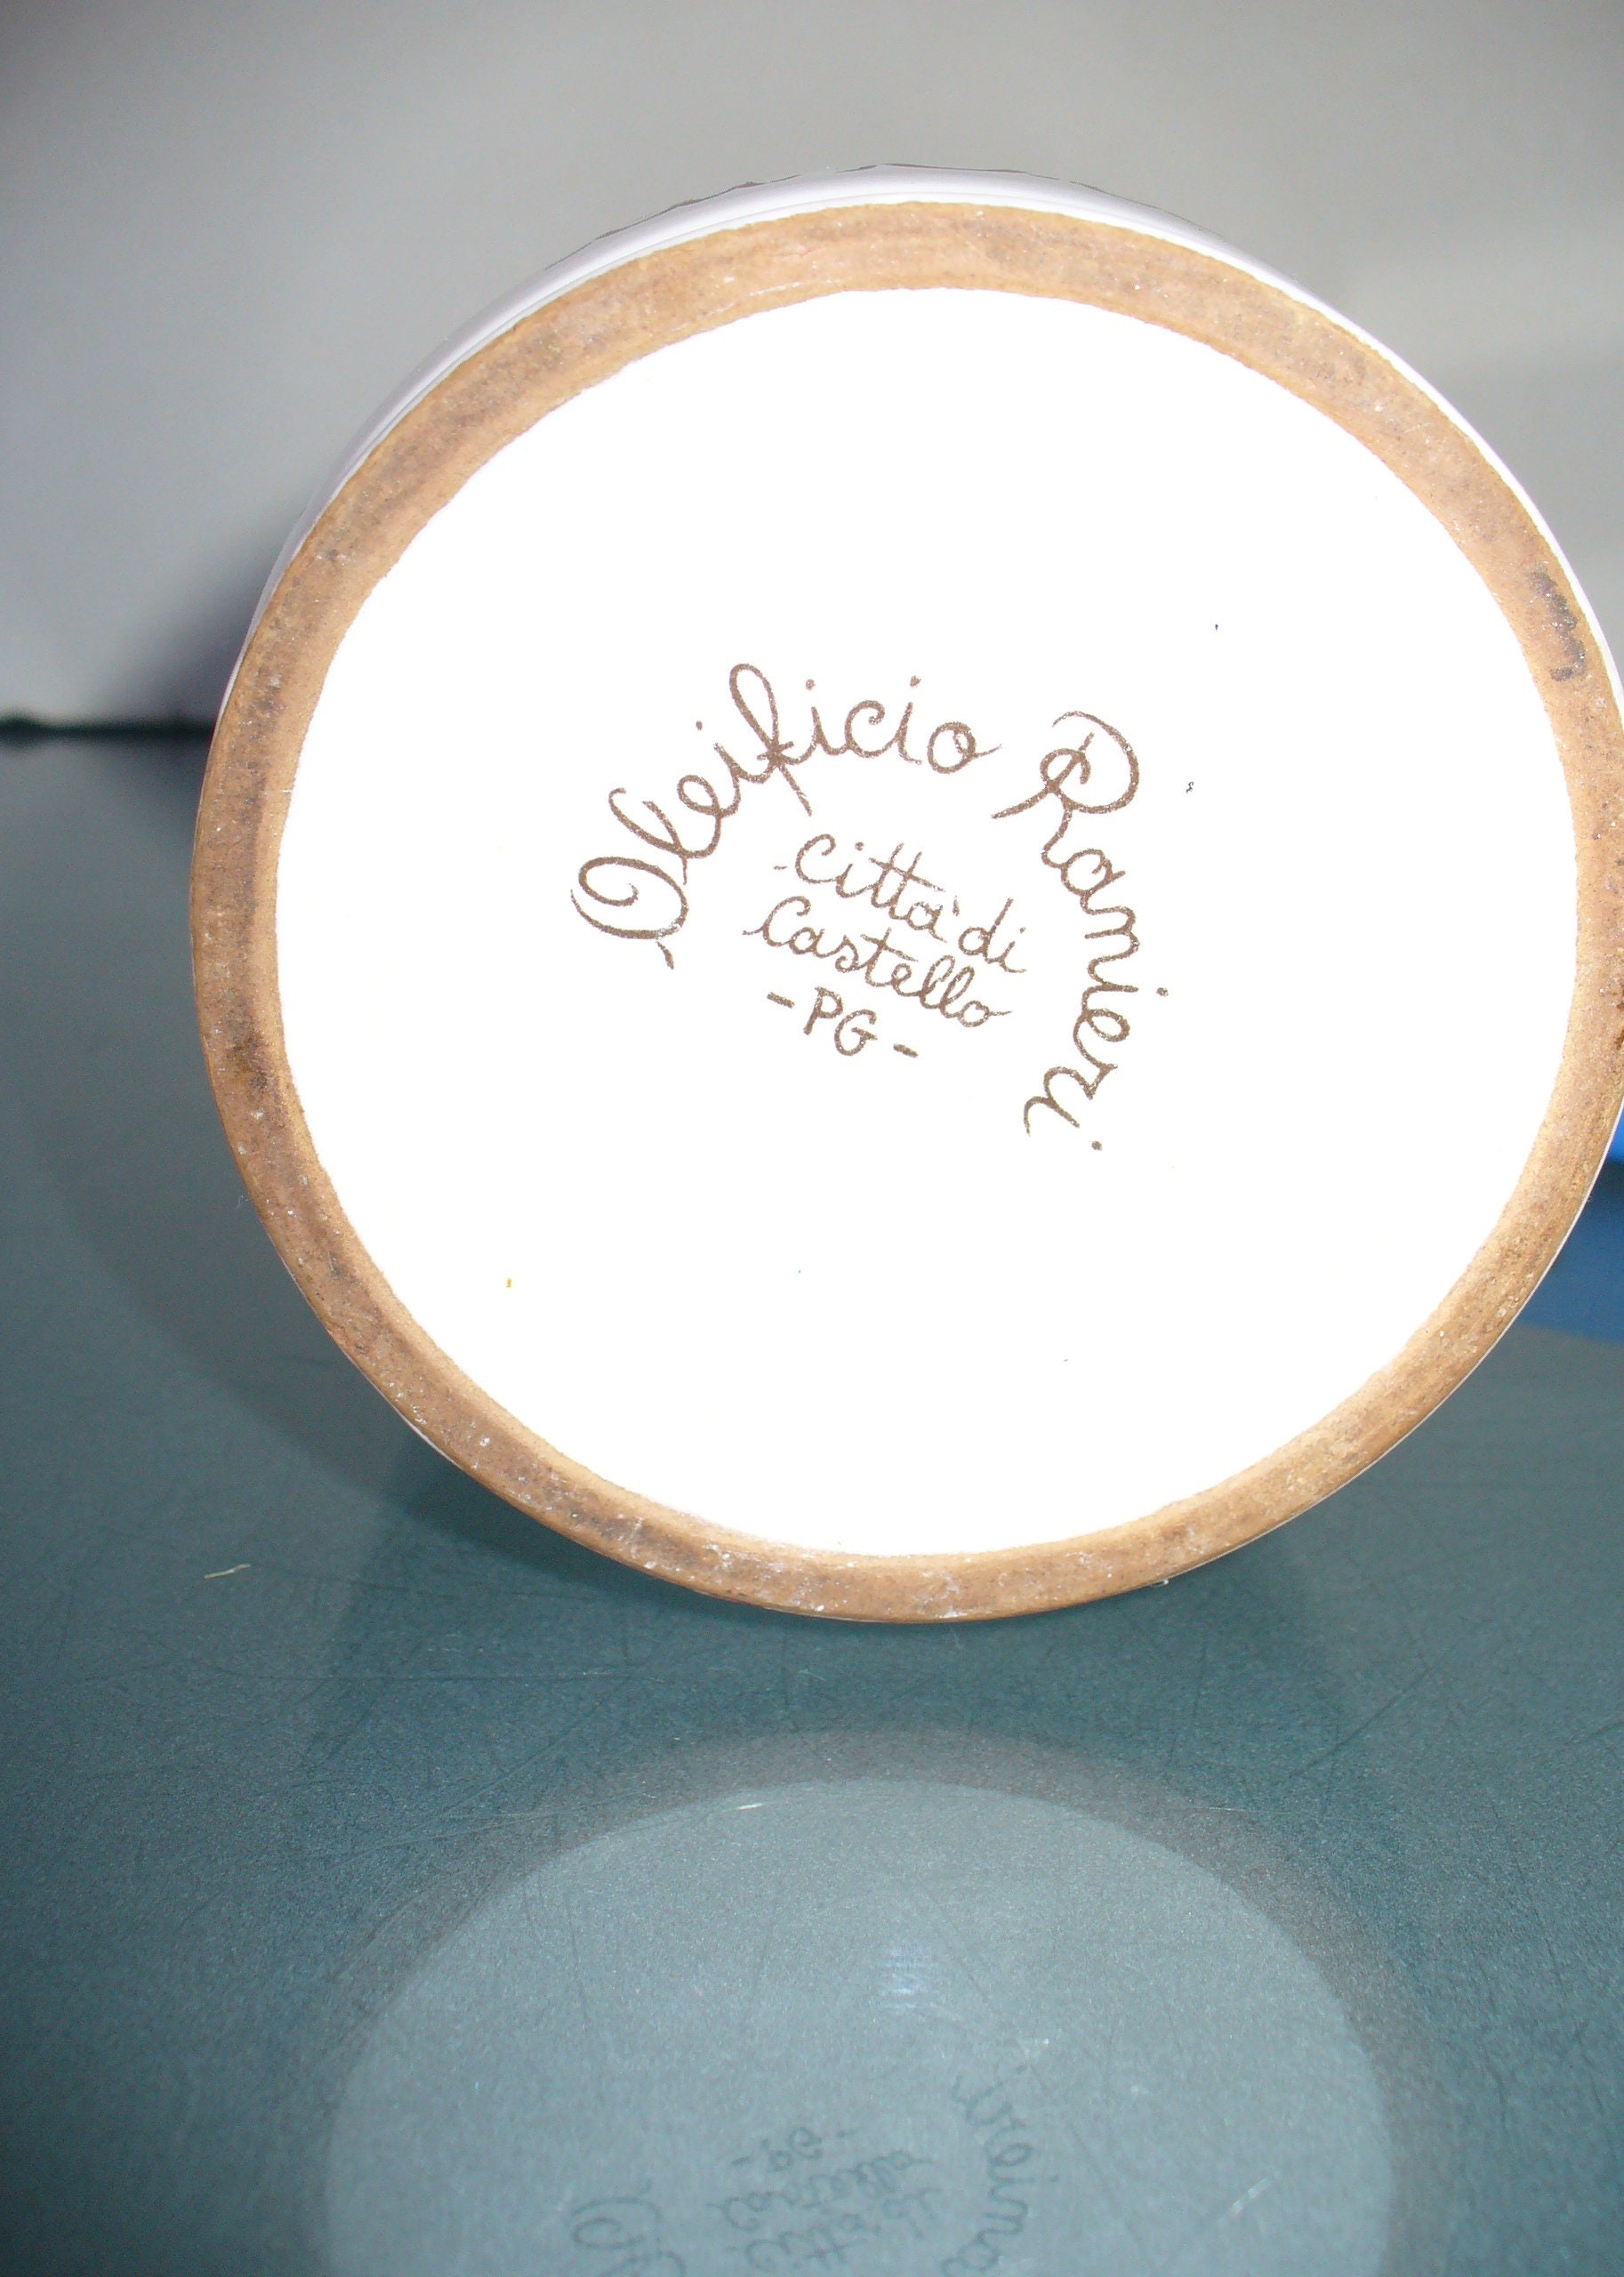 Oleificio Ranieri
Città di
Castello
- PG -